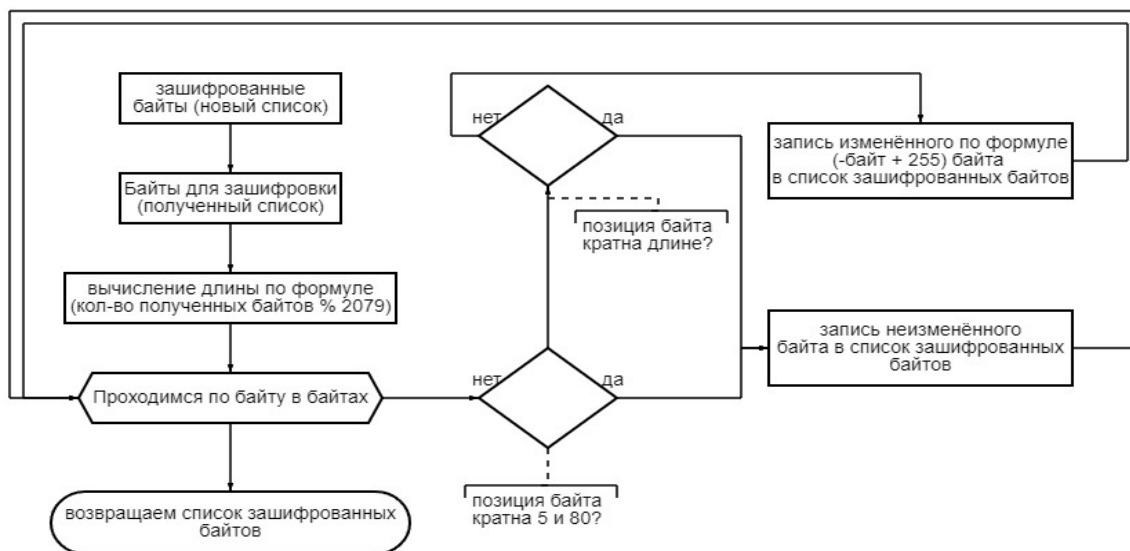 зашифрованные
байты (новый список)
Байты для зашифровки
(полученный список)
вычисление длины по формуле
(кол-во полученных байтов % 2079)
Проходимся по байту в байтах
возвращаем список зашифрованных
байтов
нет
да
позиция байта
кратна 5 и 80?
нет
да
позиция байта
кратна длине?
запись изменённого по формуле
(-байт + 255) байта
в список зашифрованных байтов
запись неизменённого
байта в список зашифрованных
байтов